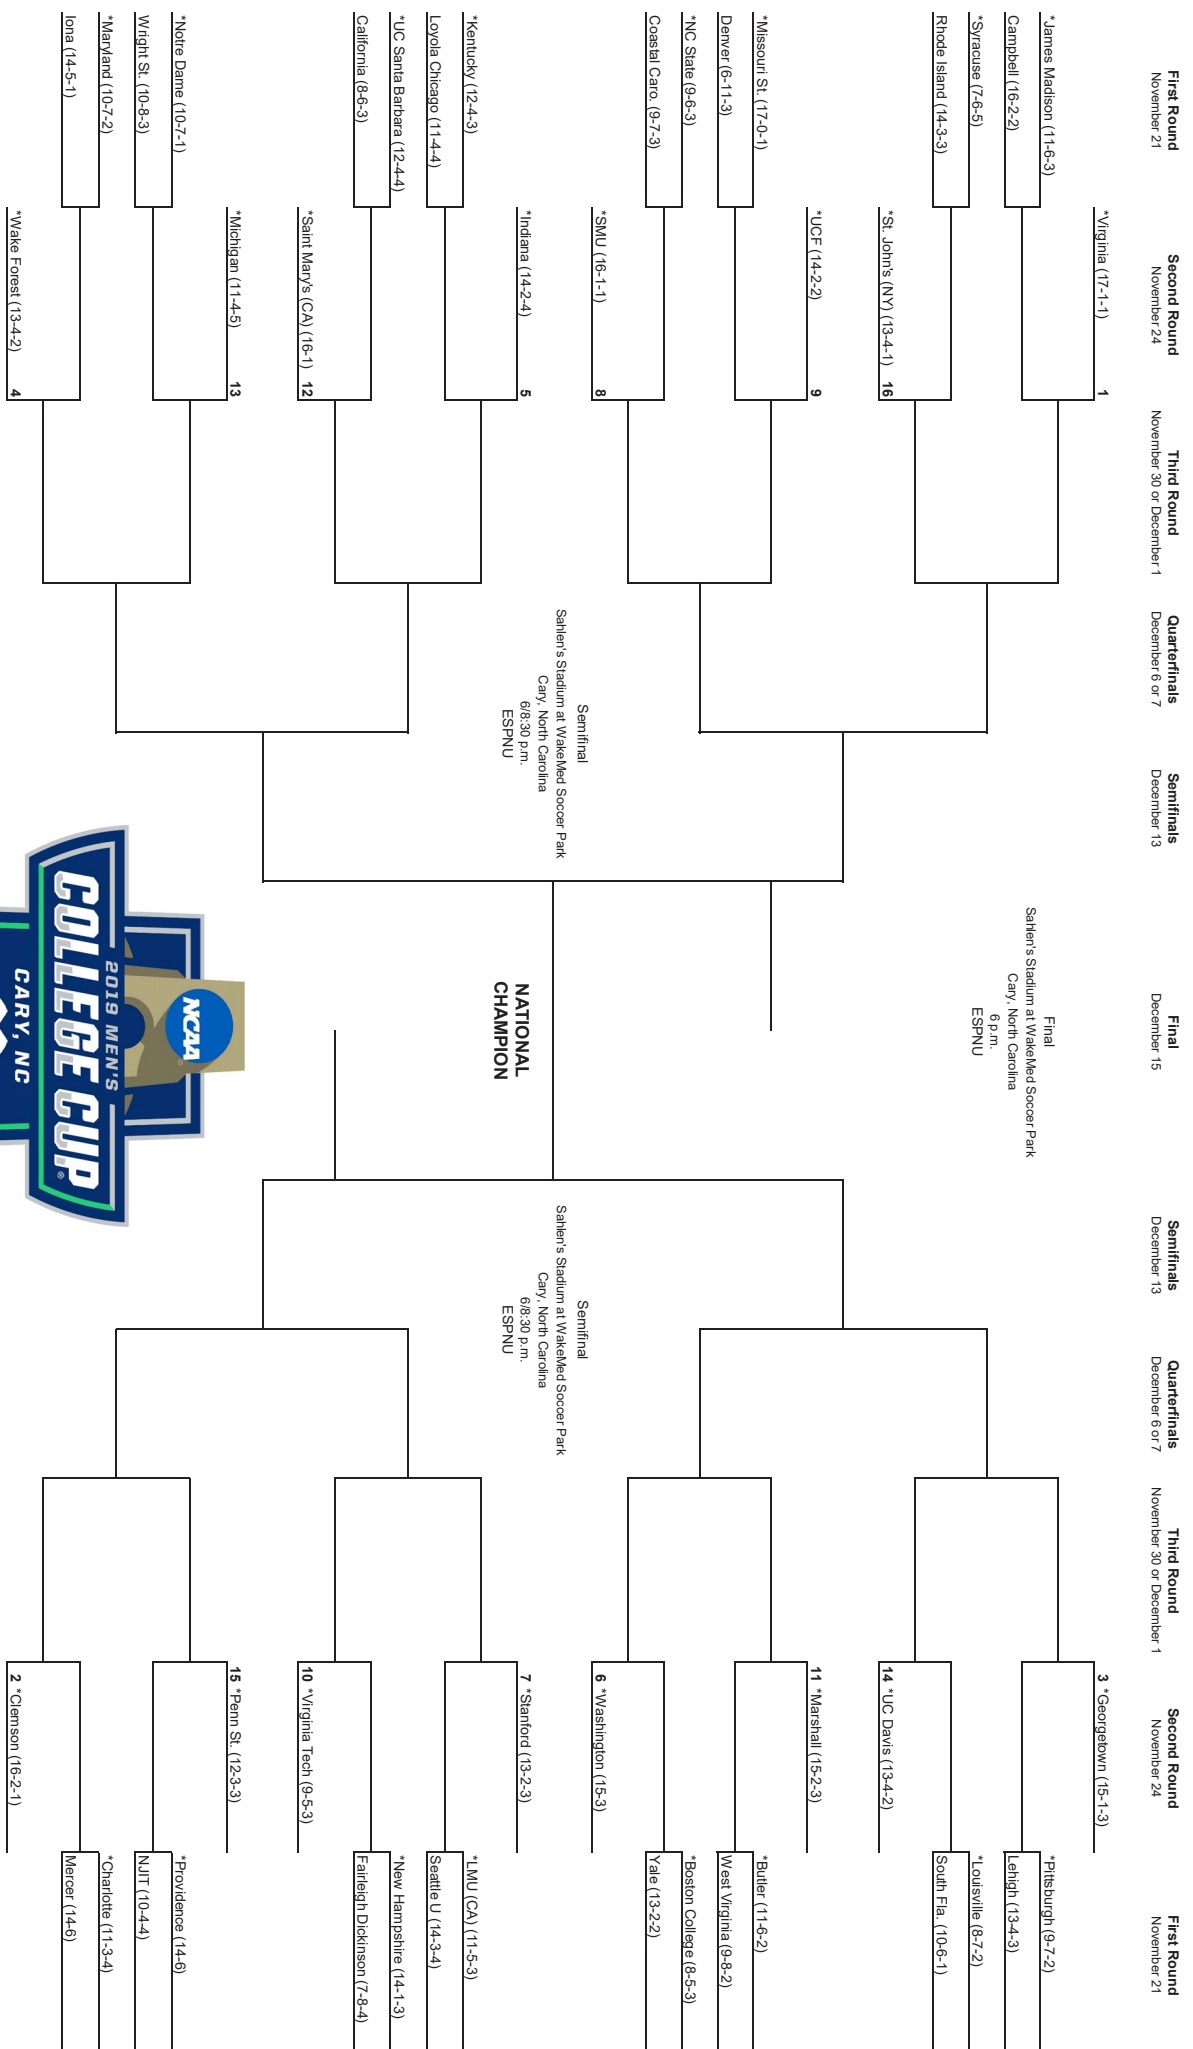 First Round
November 21
Second Round
November 24
Third Round
November 30 or December 1
Quarterfinals
December 6 or 7
Semifinals
December 13
Final
December 15
Semifinals
December 13
Quarterfinals
December 6 or 7
Third Round
November 30 or December 1
Second Round
November 24
First Round
November 21
*Virginia (17-1-1)
1
*James Madison (11-6-3)
Campbell (16-2-2)
*Syracuse (7-6-5)
Rhode Island (14-3-3)
*St. John's (NY) (13-4-1)
16
*UCF (14-2-2)
9
*Missouri St. (17-0-1)
Denver (6-11-3)
*NC State (9-6-3)
Coastal Caro. (9-7-3)
*SMU (16-1-1)
8
*Indiana (14-2-4)
5
*Kentucky (12-4-3)
Loyola Chicago (11-4-4)
*UC Santa Barbara (12-4-4)
California (8-6-3)
*Saint Mary's (CA) (16-1)
12
*Michigan (11-4-5)
13
*Notre Dame (10-7-1)
Wright St. (10-8-3)
*Maryland (10-7-2)
Iona (14-5-1)
*Wake Forest (13-4-2)
4
Semifinal
Sahlen's Stadium at WakeMed Soccer Park
Cary, North Carolina
6/8:30 p.m.
ESPNU
Final
Sahlen's Stadium at WakeMed Soccer Park
Cary, North Carolina
6 p.m.
ESPNU
NATIONAL
CHAMPION
NCAA
2019 MEN'S
COLLEGE CUP®
CARY, NC
Semifinal
Sahlen's Stadium at WakeMed Soccer Park
Cary, North Carolina
6/8:30 p.m.
ESPNU
3 *Georgetown (15-1-3)
*Pittsburgh (9-7-2)
Lehigh (13-4-3)
*Louisville (8-7-2)
South Fla. (10-6-1)
14 *UC Davis (13-4-2)
11 *Marshall (15-2-3)
*Butler (11-6-2)
West Virginia (9-8-2)
*Boston College (8-5-3)
Yale (13-2-2)
6 *Washington (15-3)
7 *Stanford (13-2-3)
*LMU (CA) (11-5-3)
Seattle U (14-3-4)
*New Hampshire (14-1-3)
Fairleigh Dickinson (7-8-4)
10 *Virginia Tech (9-5-3)
15 *Penn St. (12-3-3)
*Providence (14-6)
NJIT (10-4-4)
*Charlotte (11-3-4)
Mercer (14-6)
2 *Clemson (16-2-1)